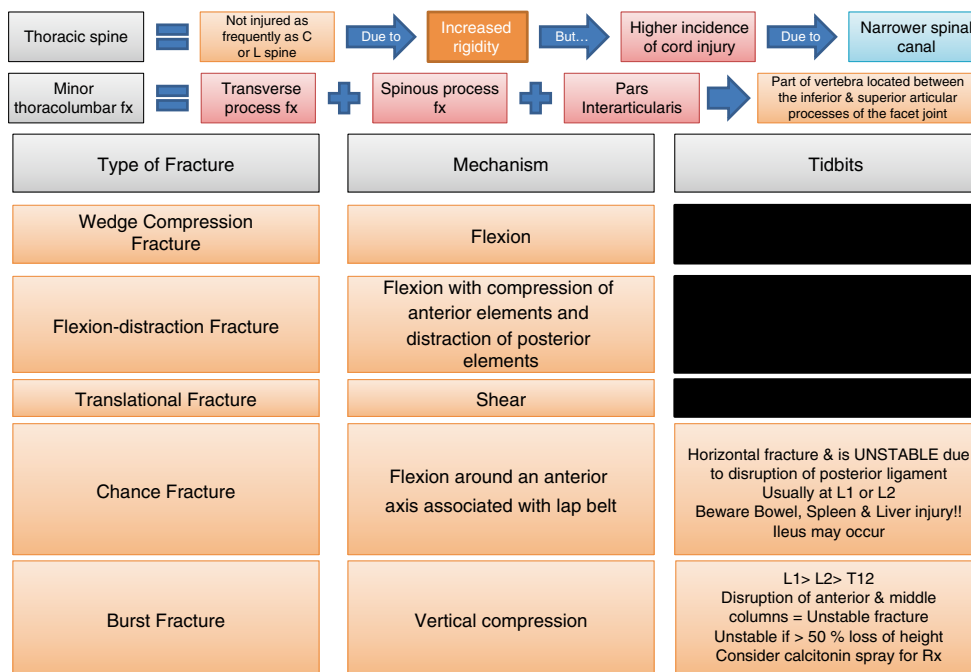 Thoracic spine
Not injured as
frequently as C
or L spine
Due to
Increased
rigidity
But...
Higher incidence
of cord injury
Due to
Narrower spinal
canal
Minor
thoracolumbar fx
Transverse
process fx
Spinous process
fx
Pars
Interarticularis
Part of vertebra located between
the inferior & superior articular
processes of the facet joint
Type of Fracture
Mechanism
Tidbits
Wedge Compression
Fracture
Flexion
Flexion-distraction Fracture
Flexion with compression of
anterior elements and
distraction of posterior
elements
Translational Fracture
Shear
Chance Fracture
Flexion around an anterior
axis associated with lap belt
Horizontal fracture & is UNSTABLE due
to disruption of posterior ligament
Usually at L1 or L2
Beware Bowel, Spleen & Liver injury!!
Ileus may occur
Burst Fracture
Vertical compression
L1> L2> T12
Disruption of anterior & middle
columns = Unstable fracture
Unstable if > 50 % loss of height
Consider calcitonin spray for Rx